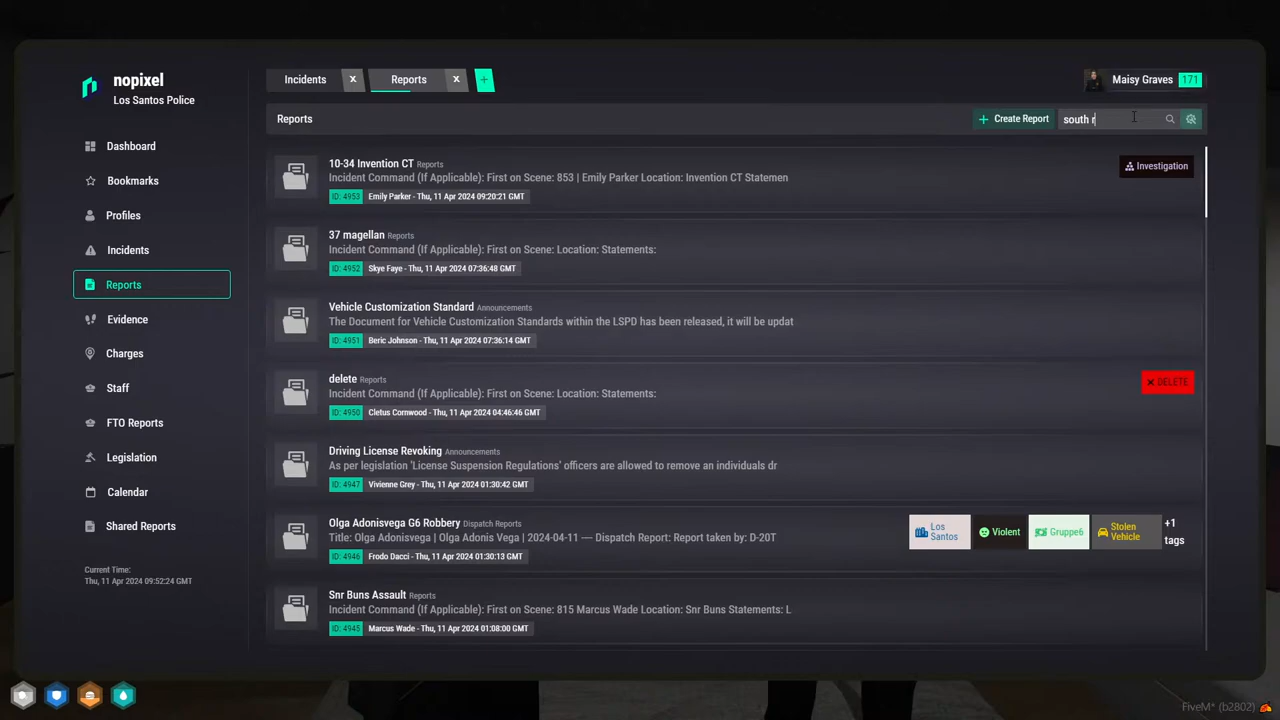 nopixel
Los Santos Police
Incidents
x
Reports
x
+
Maisy Graves 171
Reports
+ Create Report
south r
Dashboard
Bookmarks
Profiles
Incidents
Reports
Evidence
Charges
Staff
FTO Reports
Legislation
Calendar
Shared Reports
Current Time:
Thu, 11 Apr 2024 09:52:24 GMT
10-34 Invention CT Reports
Incident Command (If Applicable): First on Scene: 853 | Emily Parker Location: Invention CT Statemen
ID: 4953 Emily Parker - Thu, 11 Apr 2024 09:20:21 GMT
Investigation
37 magellan Reports
Incident Command (If Applicable): First on Scene: Location: Statements:
ID: 4952 Skye Faye - Thu, 11 Apr 2024 07:36:48 GMT
Vehicle Customization Standard Announcements
The Document for Vehicle Customization Standards within the LSPD has been released, it will be updat
ID: 4951 Beric Johnson - Thu, 11 Apr 2024 07:36:14 GMT
delete Reports
Incident Command (If Applicable): First on Scene: Location: Statements:
ID: 4950 Cletus Cornwood - Thu, 11 Apr 2024 04:46:46 GMT
DELETE
Driving License Revoking Announcements
As per legislation 'License Suspension Regulations' officers are allowed to remove an individuals dr
ID: 4947 Vivienne Grey - Thu, 11 Apr 2024 01:30:42 GMT
Olga Adonisvega G6 Robbery Dispatch Reports
Title: Olga Adonisvega | Olga Adonis Vega | 2024-04-11 — Dispatch Report: Report taken by: D-20T
ID: 4946 Frodo Dacci - Thu, 11 Apr 2024 01:30:13 GMT
Los Santos
Violent
Gruppe6
Stolen Vehicle
+1 tags
Snr Buns Assault Reports
Incident Command (If Applicable): First on Scene: 815 Marcus Wade Location: Snr Buns Statements: L
ID: 4945 Marcus Wade - Thu, 11 Apr 2024 01:08:00 GMT
FiveM* (b2802)